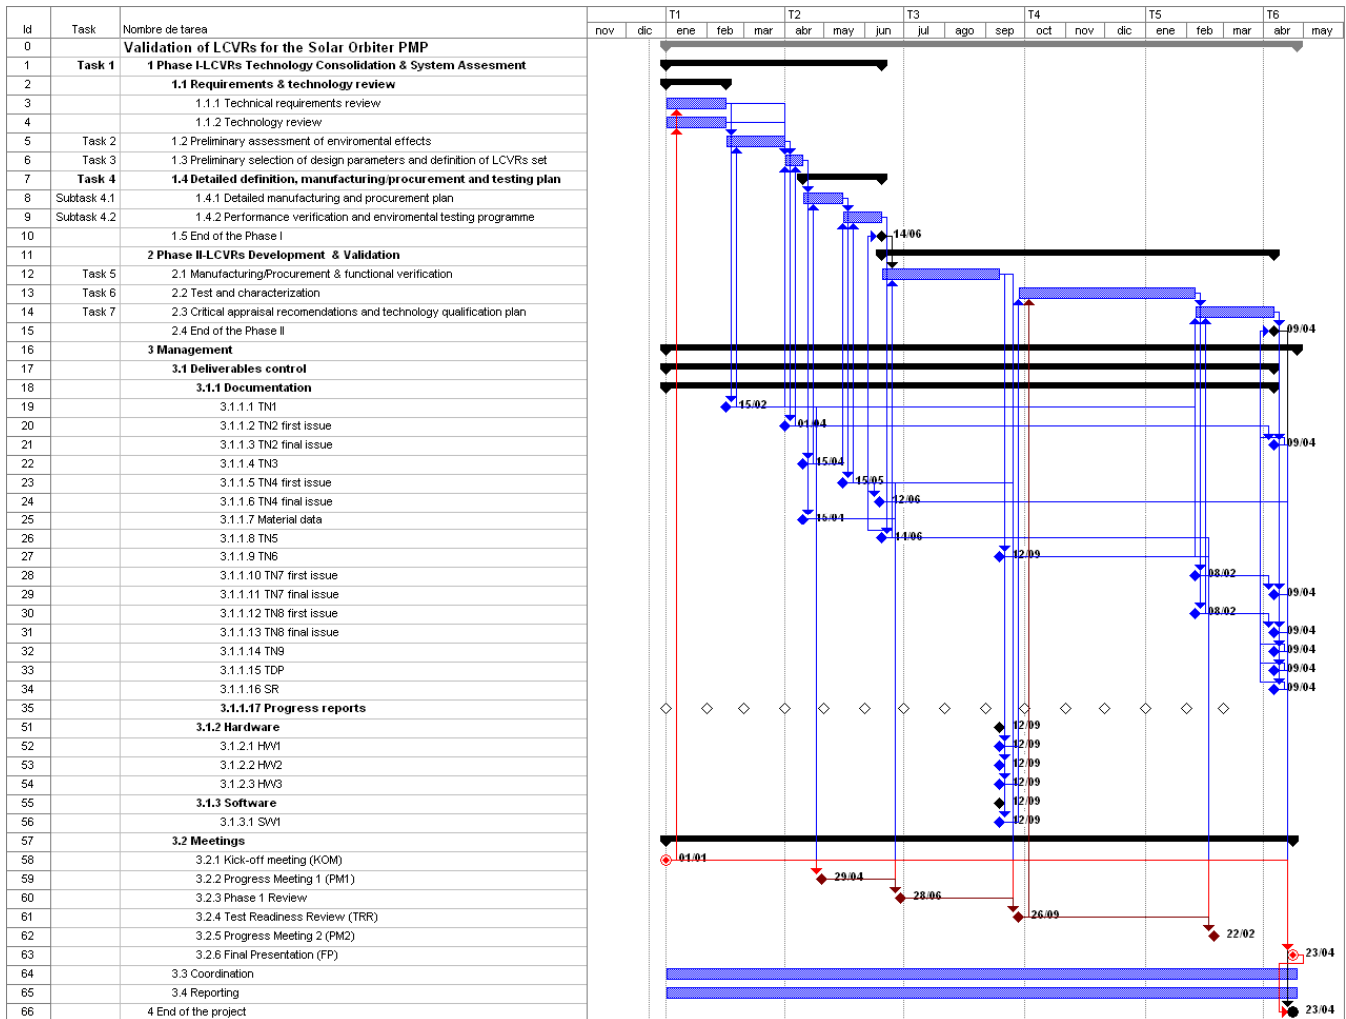 T1 T2 T3 T4 T5 T6
Id Task Nombre de tarea nov dic ene feb mar abr may jun jul ago sep oct nov dic ene feb mar abr may
0 Validation of LCVRs for the Solar Orbiter PMP
1 Task 1 1 Phase I-LCVRs Technology Consolidation & System Assesment
2 1.1 Requirements & technology review
3 1.1.1 Technical requirements review
4 1.1.2 Technology review
5 Task 2 1.2 Preliminary assessment of enviromental effects
6 Task 3 1.3 Preliminary selection of design parameters and definition of LCVRs set
7 Task 4 1.4 Detailed definition, manufacturing/procurement and testing plan
8 Subtask 4.1 1.4.1 Detailed manufacturing and procurement plan
9 Subtask 4.2 1.4.2 Performance verification and enviromental testing programme
10 1.5 End of the Phase I 14/06
11 2 Phase II-LCVRs Development & Validation
12 Task 5 2.1 Manufacturing/Procurement & functional verification
13 Task 6 2.2 Test and characterization
14 Task 7 2.3 Critical appraisal recomendations and technology qualification plan
15 2.4 End of the Phase II 09/04
16 3 Management
17 3.1 Deliverables control
18 3.1.1 Documentation
19 3.1.1.1 TN1 15/02
20 3.1.1.2 TN2 first issue 01/04
21 3.1.1.3 TN2 final issue 09/04
22 3.1.1.4 TN3 15/04
23 3.1.1.5 TN4 first issue 15/05
24 3.1.1.6 TN4 final issue 12/06
25 3.1.1.7 Material data 15/04
26 3.1.1.8 TN5 14/06
27 3.1.1.9 TN6 12/09
28 3.1.1.10 TN7 first issue 08/02
29 3.1.1.11 TN7 final issue 09/04
30 3.1.1.12 TN8 first issue 08/02
31 3.1.1.13 TN8 final issue 09/04
32 3.1.1.14 TN9 09/04
33 3.1.1.15 TDP 09/04
34 3.1.1.16 SR 09/04
35 3.1.1.17 Progress reports
51 3.1.2 Hardware 12/09
52 3.1.2.1 HW1 12/09
53 3.1.2.2 HW2 12/09
54 3.1.2.3 HW3 12/09
55 3.1.3 Software 12/09
56 3.1.3.1 SW1 12/09
57 3.2 Meetings
58 3.2.1 Kick-off meeting (KOM) 01/01
59 3.2.2 Progress Meeting 1 (PM1) 29/04
60 3.2.3 Phase 1 Review 28/06
61 3.2.4 Test Readiness Review (TRR) 26/09
62 3.2.5 Progress Meeting 2 (PM2) 22/02
63 3.2.6 Final Presentation (FP) 23/04
64 3.3 Coordination
65 3.4 Reporting
66 4 End of the project 23/04